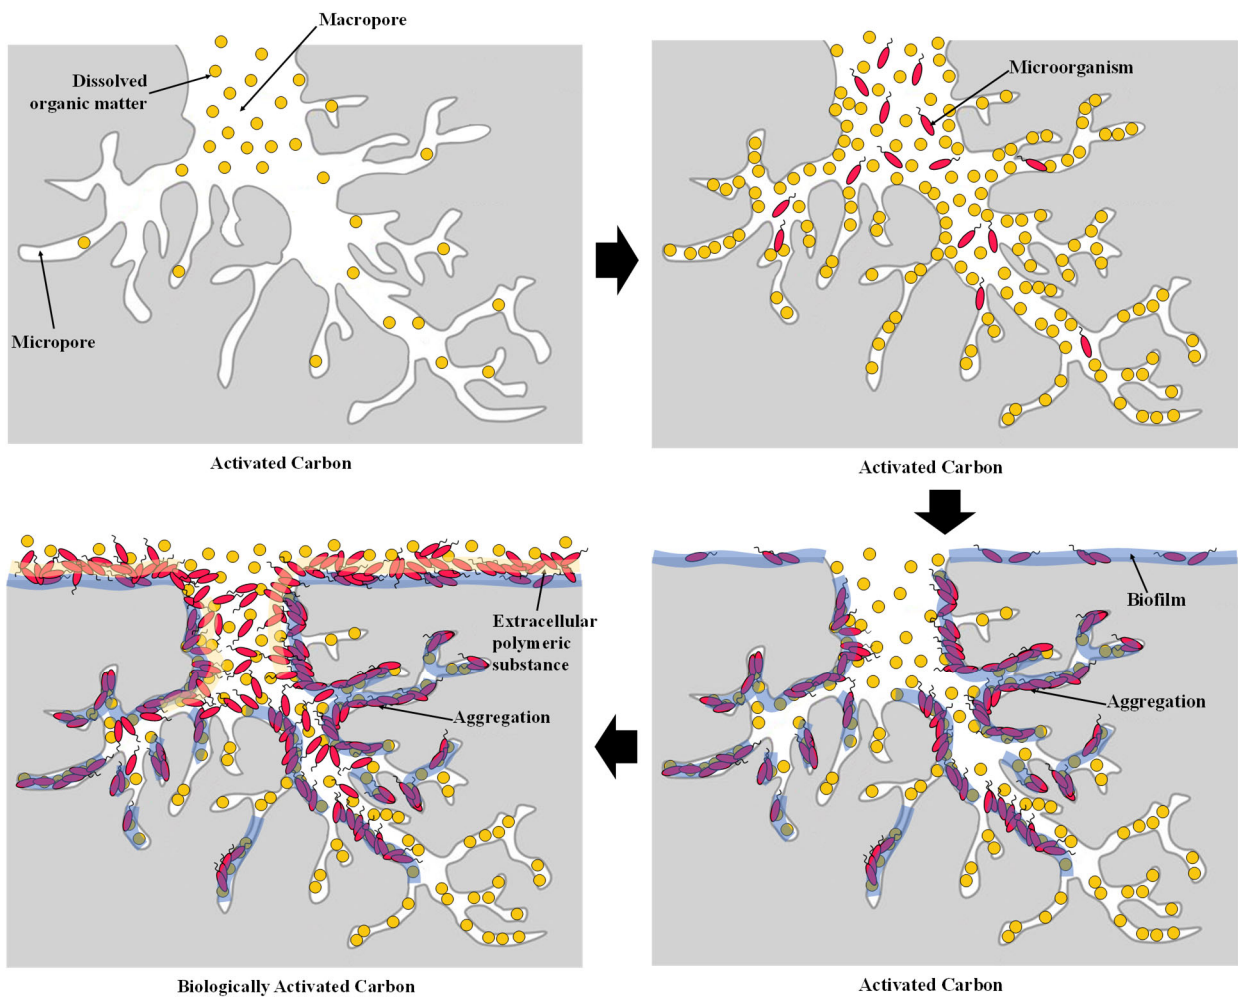 Macropore
Dissolved
organic matter
Micropore
Activated Carbon
Microorganism
Activated Carbon
Extracellular
polymeric
substance
Aggregation
Biologically Activated Carbon
Biofilm
Aggregation
Activated Carbon